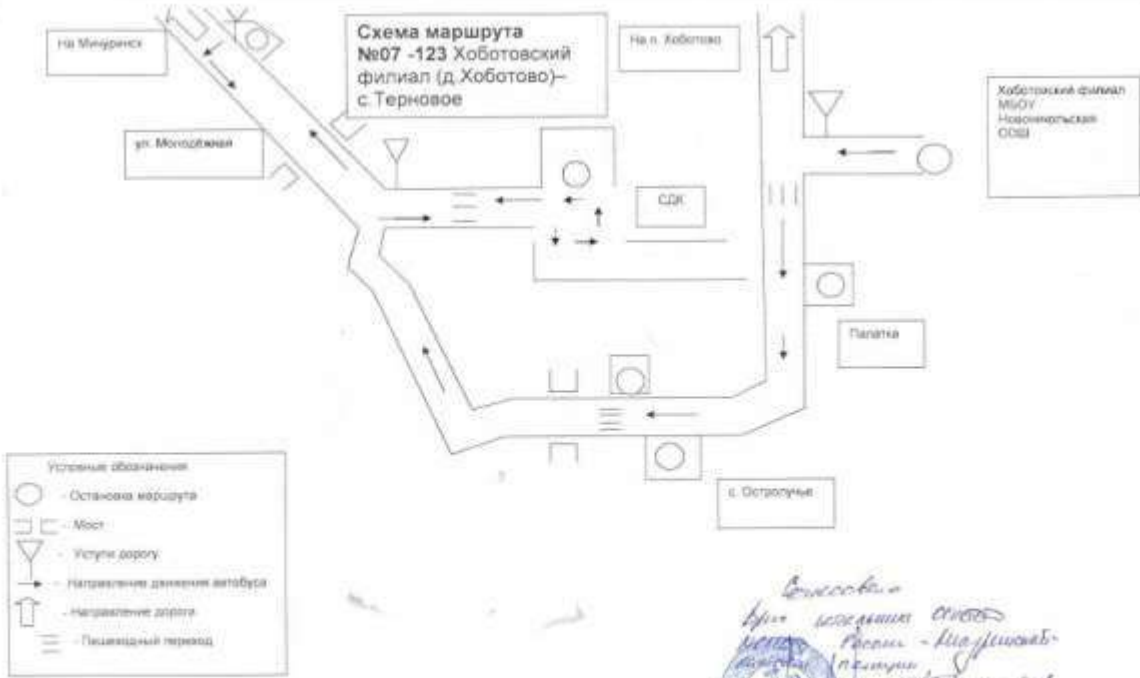 На Мичуринск
Схема маршрута
№07 -123 Хоботовский
филиал (д.Хоботово)–
с.Терновое
На п. Хоботово
Хоботовский филиал
МБОУ
Новоникольская
СОШ
ул. Молодёжная
СДК
Палатка
с. Остролучье
Условные обозначения
- Остановка маршрута
- Мост
- Уступи дорогу
- Направление движения автобуса
- Направление дороги
- Пешеходный переход
Согласовано
России